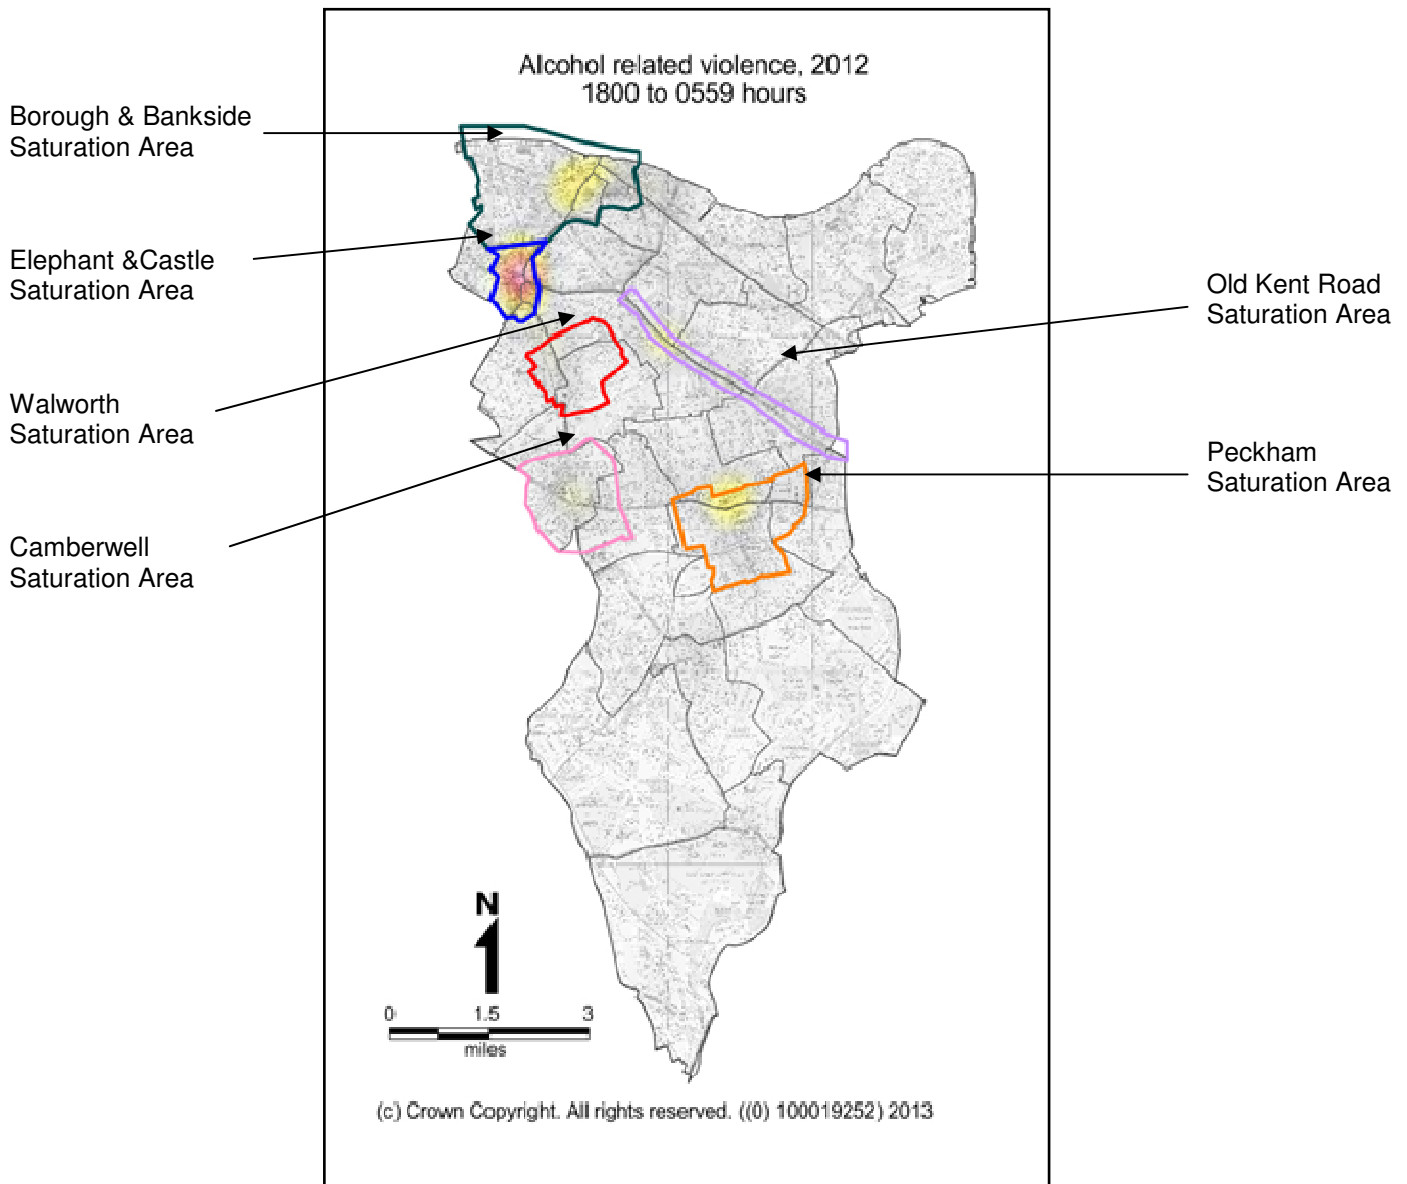 Alcohol related violence, 2012
1800 to 0559 hours
Borough & Bankside
Saturation Area
Elephant &Castle
Saturation Area
Old Kent Road
Saturation Area
Walworth
Saturation Area
Peckham
Saturation Area
Camberwell
Saturation Area
N
0 1.5 3
miles
(c) Crown Copyright. All rights reserved. ((0) 100019252) 2013